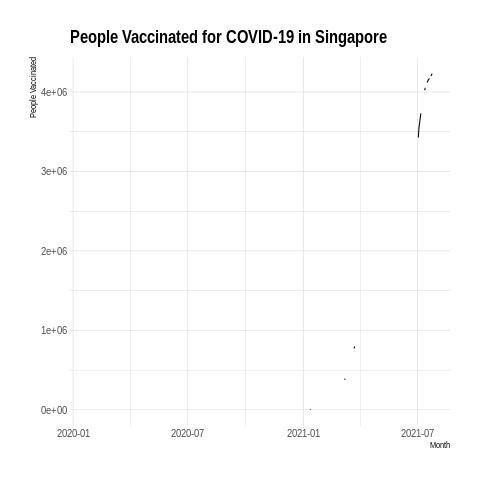 People Vaccinated for COVID-19 in Singapore
People Vaccinated
4e+06
3e+06
2e+06
1e+06
0e+00
2020-01 2020-07 2021-01 2021-07
Month